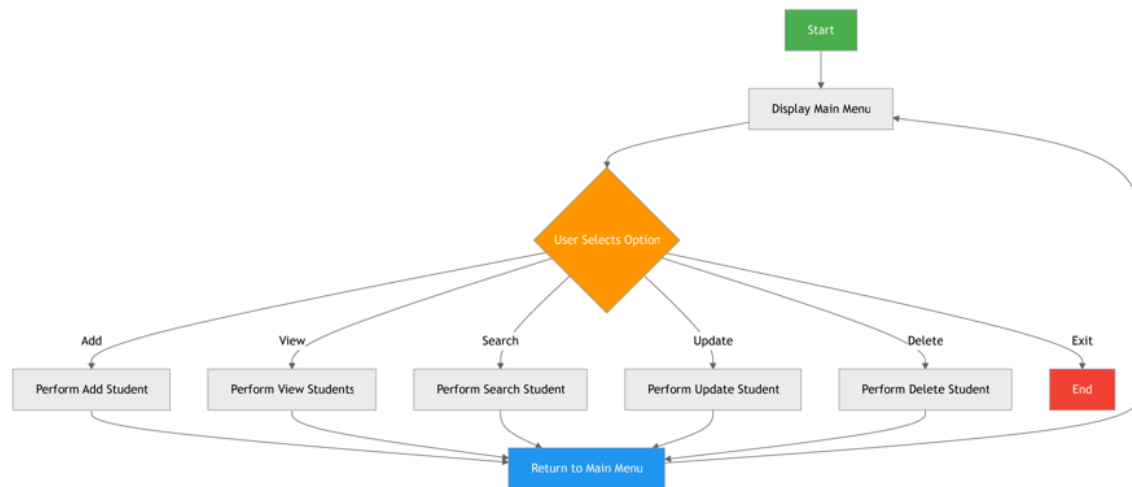 Start
Display Main Menu
User Selects Option
Add
View
Search
Update
Delete
Exit
Perform Add Student
Perform View Students
Perform Search Student
Perform Update Student
Perform Delete Student
End
Return to Main Menu